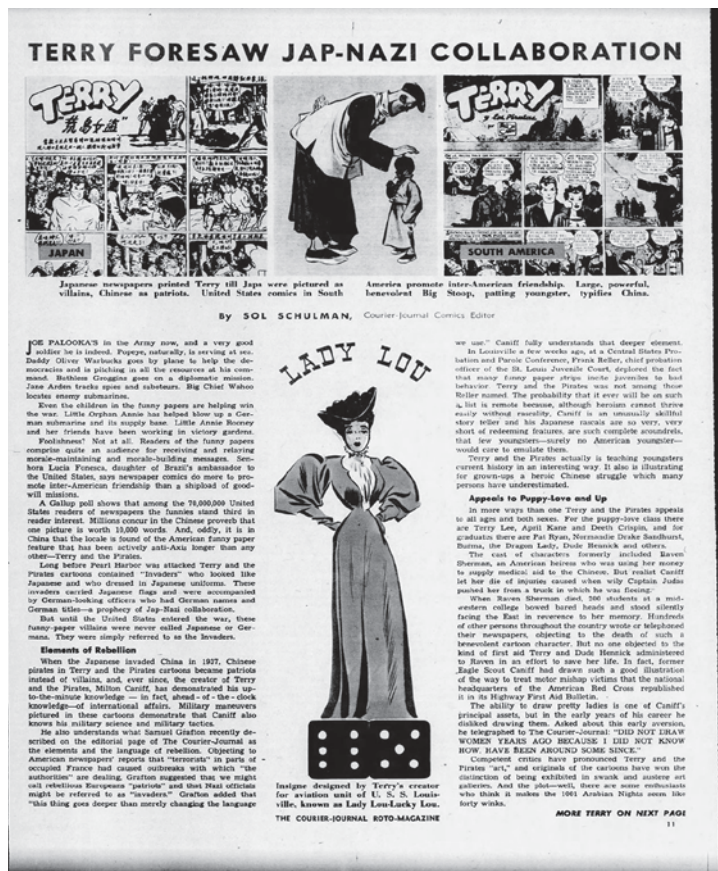 TERRY FORESAW JAP-NAZI COLLABORATION
TERRY
JAPAN
TERRY
SOUTH AMERICA
Japanese newspapers printed Terry till Japs were pictured as
villains, Chinese as patriots. United States comics in South
America promote inter-American friendship. Large, powerful,
benevolent Big Stoop, patting youngster, typifies China.
By SOL SCHULMAN, Courier-Journal Comics Editor
JOE PALOOKA'S in the Army now, and a very good
soldier he is indeed. Popeye, naturally, is serving at sea.
Daddy Oliver Warbucks goes by plane to help the de-
mocracies and is pitching in all the resources at his com-
mand. Bathless Groggins goes on a diplomatic mission.
Jane Arden tracks spies and saboteurs. Big Chief Wahoo
locates enemy submarines.
Even the children in the funny papers are helping win
the war. Little Orphan Annie has helped blow up a Ger-
man submarine and its supply base. Little Annie Rooney
and her friends have been working in victory gardens.
Foolishness? Not at all. Readers of the funny papers
comprise quite an audience for receiving and relaying
morale-maintaining and morale-building messages. Sen-
hora Lucia Fonseca, daughter of Brazil's ambassador to
the United States, says newspaper comics do more to pro-
mote inter-American friendship than a shipload of good-
will missions.
A Gallup poll shows that among the 70,000,000 United
States readers of newspapers the funnies stand third in
reader interest. Millions concur in the Chinese proverb that
one picture is worth 10,000 words. And, oddly, it is in
China that the locale is found of the American funny paper
feature that has been actively anti-Axis longer than any
other—Terry and the Pirates.
Long before Pearl Harbor was attacked Terry and the
Pirates cartoons contained "Invaders" who looked like
Japanese and who dressed in Japanese uniforms. These
invaders carried Japanese flags and were accompanied
by German-looking officers who had German names and
German titles—a prophecy of Jap-Nazi collaboration.
But until the United States entered the war, these
funny-paper villains were never called Japanese or Ger-
mans. They were simply referred to as the Invaders.
Elements of Rebellion
When the Japanese invaded China in 1937, Chinese
pirates in Terry and the Pirates cartoons became patriots
instead of villains, and, ever since, the creator of Terry
and the Pirates, Milton Caniff, has demonstrated his up-
to-the-minute knowledge — in fact, ahead - of - the - clock
knowledge—of international affairs. Military maneuvers
pictured in these cartoons demonstrate that Caniff also
knows his military science and military tactics.
He also understands what Samuel Grafton recently de-
scribed on the editorial page of The Courier-Journal as
the elements and the language of rebellion. Objecting to
American newspapers' reports that "terrorists" in parts of
occupied France had caused outbreaks with which "the
authorities" are dealing, Grafton suggested that we might
call rebellious Europeans "patriots" and that Nazi officials
might be referred to as "invaders." Grafton added that
"this thing goes deeper than merely changing the language
LADY LOU
Insigne designed by Terry's creator
for aviation unit of U. S. S. Louis-
ville, known as Lady Lou-Lucky Lou.
THE COURIER-JOURNAL ROTO-MAGAZINE
we use." Caniff fully understands that deeper element.
In Louisville a few weeks ago, at a Central States Pro-
bation and Parole Conference, Frank Reller, chief probation
officer of the St. Louis Juvenile Court, deplored the fact
that many funny paper strips incite juveniles to bad
behavior. Terry and the Pirates was not among those
Reller named. The probability that it ever will be on such
a list is remote because, although heroism cannot thrive
easily without rascality, Caniff is an unusually skillful
story teller and his Japanese rascals are so very, very
short of redeeming features, are such complete scoundrels,
that few youngsters—surely no American youngster—
would care to emulate them.
Terry and the Pirates actually is teaching youngsters
current history in an interesting way. It also is illustrating
for grown-ups a heroic Chinese struggle which many
persons have underestimated.
Appeals to Puppy-Love and Up
In more ways than one Terry and the Pirates appeals
to all ages and both sexes. For the puppy-love class there
are Terry Lee, April Kane and Deeth Crispin, and for
graduates there are Pat Ryan, Normandie Drake Sandhurst,
Burma, the Dragon Lady, Dude Hennick and others.
The cast of characters formerly included Raven
Sherman, an American heiress who was using her money
to supply medical aid to the Chinese. But realist Caniff
let her die of injuries caused when wily Captain Judas
pushed her from a truck in which he was fleeing.
When Raven Sherman died, 300 students at a mid-
western college bowed bared heads and stood silently
facing the East in reverence to her memory. Hundreds
of other persons throughout the country wrote or telephoned
their newspapers, objecting to the death of such a
benevolent cartoon character. But no one objected to the
kind of first aid Terry and Dude Hennick administered
to Raven in an effort to save her life. In fact, former
Eagle Scout Caniff had drawn such a good illustration
of the way to treat motor mishap victims that the national
headquarters of the American Red Cross republished
it in its Highway First Aid Bulletin.
The ability to draw pretty ladies is one of Caniff's
principal assets, but in the early years of his career he
disliked drawing them. Asked about this early aversion,
he telegraphed to The Courier-Journal: "DID NOT DRAW
WOMEN YEARS AGO BECAUSE I DID NOT KNOW
HOW. HAVE BEEN AROUND SOME SINCE."
Competent critics have pronounced Terry and the
Pirates "art," and originals of the cartoons have won the
distinction of being exhibited in swank and austere art
galleries. And the plot—well, there are some enthusiasts
who think it makes the 1001 Arabian Nights seem like
forty winks.
MORE TERRY ON NEXT PAGE
11